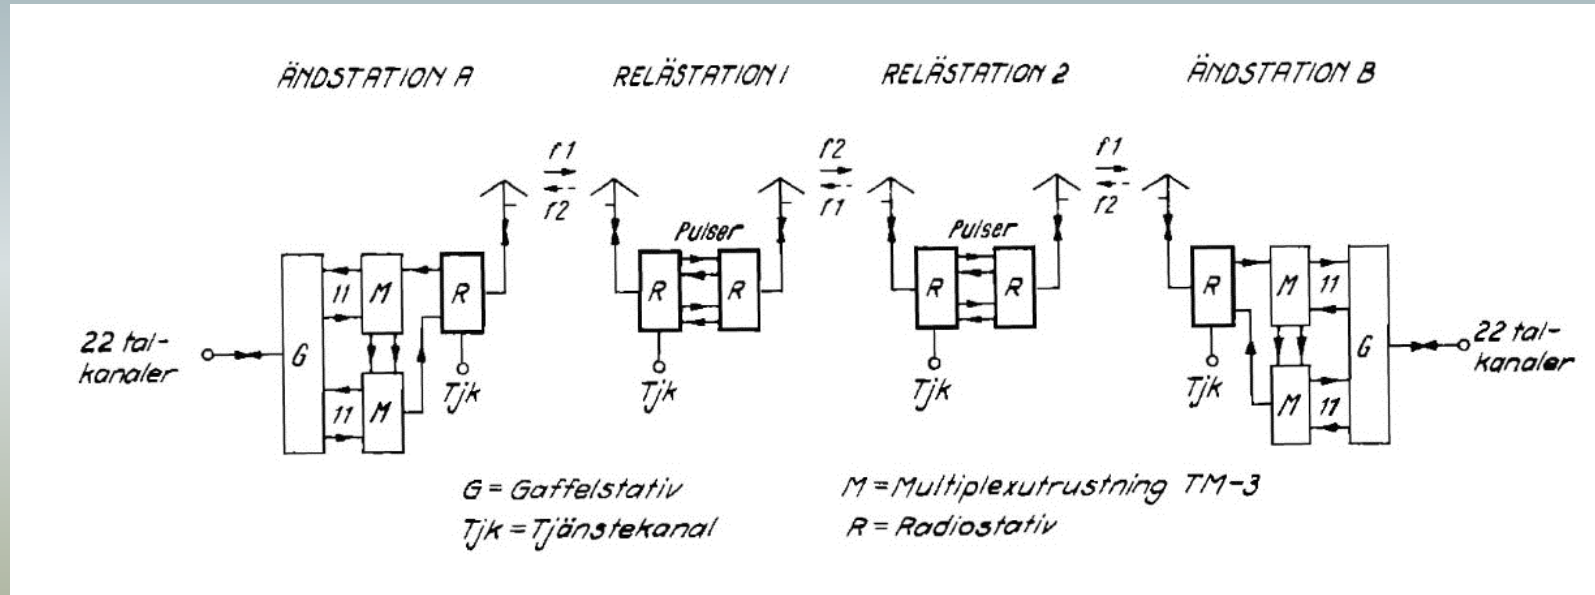 ÄNDSTATION A RELÄSTATION 1 RELÄSTATION 2 ÄNDSTATION B
f1 f2 f1
f2 f1 f2
Pulser Pulser
11 M R R R R R R M 11
22 tal-
kanaler
G G
22 tal-
kanaler
11 M M 11
Tjk Tjk Tjk Tjk
G = Gaffelstativ M = Multiplexutrustning TM-3
Tjk = Tjänstekanal R = Radiostativ